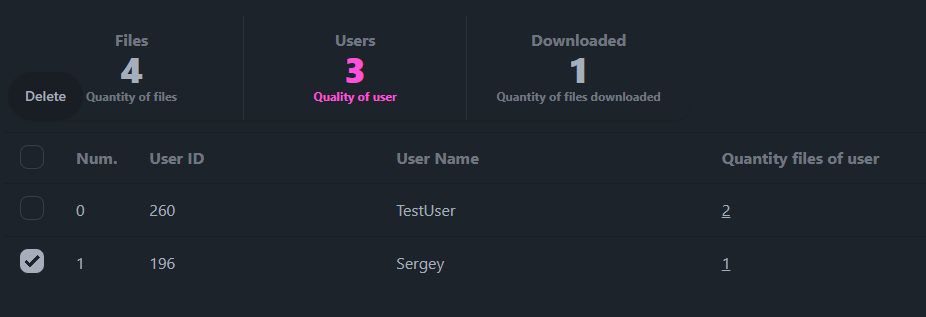 Files Users Downloaded
4 3 1
Delete Quantity of files Quality of user Quantity of files downloaded
Num. User ID User Name Quantity files of user
0 260 TestUser 2
1 196 Sergey 1